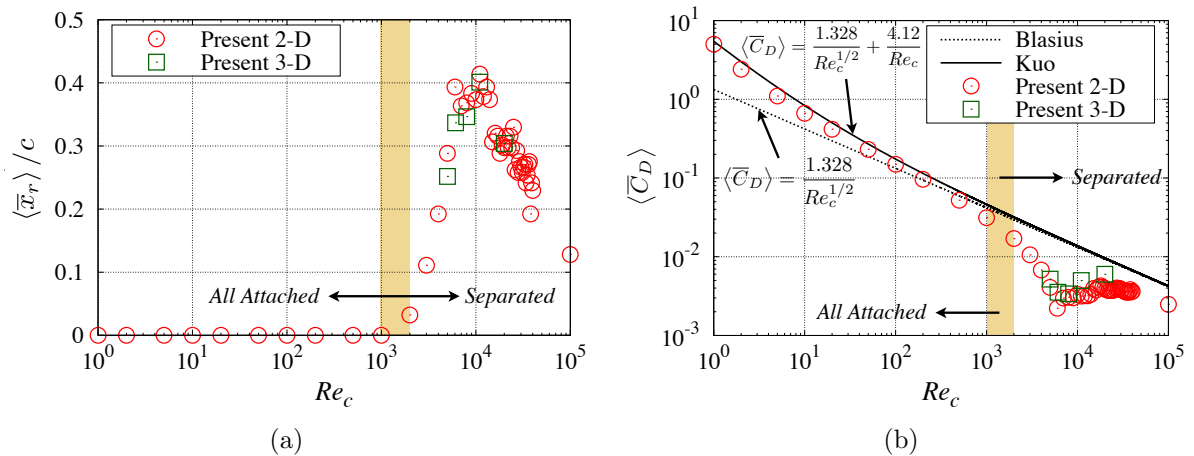 Present 2-D
Present 3-D
0.5
0.4
0.3
0.2
0.1
0
⟨x̅_r⟩/c
All Attached
Separated
10^0
10^1
10^2
10^3
10^4
10^5
Re_c
(a)
⟨C̅_D⟩ = 1.328/Re_c^{1/2} + 4.12/Re_c
Blasius
Kuo
Present 2-D
Present 3-D
10^1
10^0
10^-1
10^-2
10^-3
⟨C̅_D⟩
⟨C̅_D⟩ = 1.328/Re_c^{1/2}
Separated
All Attached
10^0
10^1
10^2
10^3
10^4
10^5
Re_c
(b)